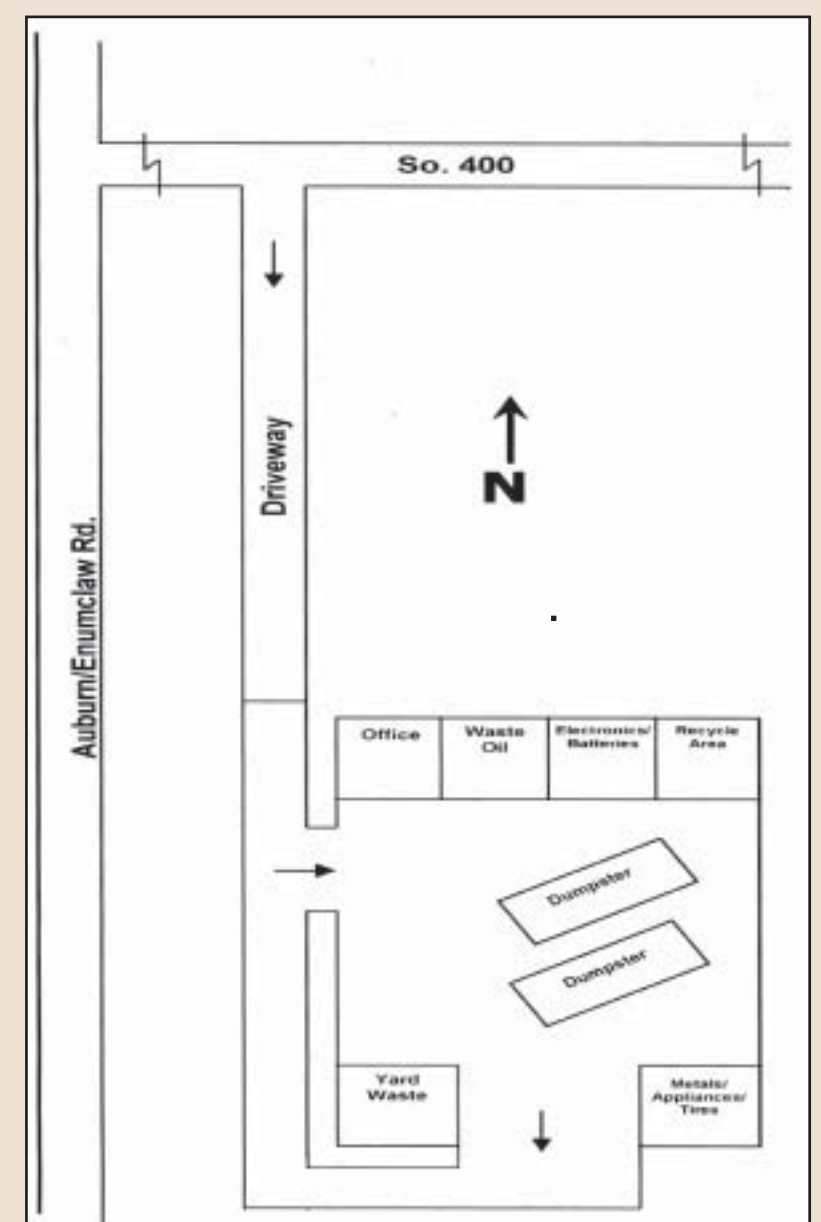 So. 400
Driveway
N
Auburn/Enumclaw Rd.
Office
Waste
Oil
Electronics/
Batteries
Recycle
Area
Dumpster
Dumpster
Yard
Waste
Metals/
Appliances/
Tires